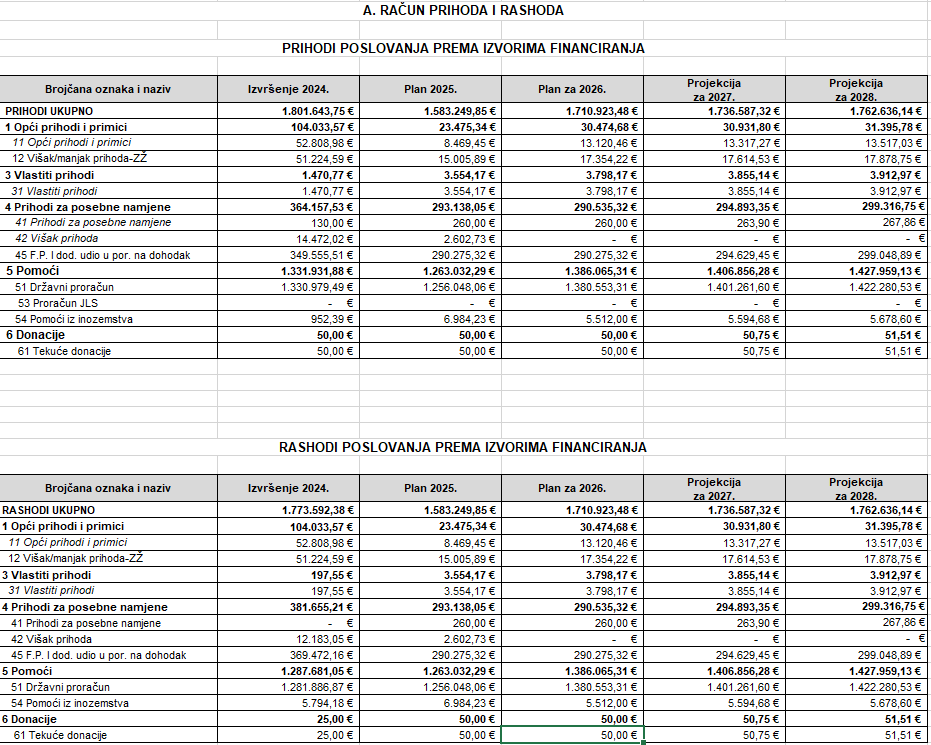 A. RAČUN PRIHODA I RASHODA
PRIHODI POSLOVANJA PREMA IZVORIMA FINANCIRANJA
Brojčana oznaka i naziv Izvršenje 2024. Plan 2025. Plan za 2026. Projekcija za 2027. Projekcija za 2028.
PRIHODI UKUPNO 1.801.643,75 € 1.583.249,85 € 1.710.923,48 € 1.736.587,32 € 1.762.636,14 €
1 Opći prihodi i primici 104.033,57 € 23.475,34 € 30.474,68 € 30.931,80 € 31.395,78 €
11 Opći prihodi i primici 52.808,98 € 8.469,45 € 13.120,46 € 13.317,27 € 13.517,03 €
12 Višak/manjak prihoda-ZŽ 51.224,59 € 15.005,89 € 17.354,22 € 17.614,53 € 17.878,75 €
3 Vlastiti prihodi 1.470,77 € 3.554,17 € 3.798,17 € 3.855,14 € 3.912,97 €
31 Vlastiti prihodi 1.470,77 € 3.554,17 € 3.798,17 € 3.855,14 € 3.912,97 €
4 Prihodi za posebne namjene 364.157,53 € 293.138,05 € 290.535,32 € 294.893,35 € 299.316,75 €
41 Prihodi za posebne namjene 130,00 € 260,00 € 260,00 € 263,90 € 267,86 €
42 Višak prihoda 14.472,02 € 2.602,73 € - € - € - €
45 F.P. I dod. udio u por. na dohodak 349.555,51 € 290.275,32 € 290.275,32 € 294.629,45 € 299.048,89 €
5 Pomoći 1.331.931,88 € 1.263.032,29 € 1.386.065,31 € 1.406.856,28 € 1.427.959,13 €
51 Državni proračun 1.330.979,49 € 1.256.048,06 € 1.380.553,31 € 1.401.261,60 € 1.422.280,53 €
53 Proračun JLS - € - € - € - € - €
54 Pomoći iz inozemstva 952,39 € 6.984,23 € 5.512,00 € 5.594,68 € 5.678,60 €
6 Donacije 50,00 € 50,00 € 50,00 € 50,75 € 51,51 €
61 Tekuće donacije 50,00 € 50,00 € 50,00 € 50,75 € 51,51 €
RASHODI POSLOVANJA PREMA IZVORIMA FINANCIRANJA
Brojčana oznaka i naziv Izvršenje 2024. Plan 2025. Plan za 2026. Projekcija za 2027. Projekcija za 2028.
RASHODI UKUPNO 1.773.592,38 € 1.583.249,85 € 1.710.923,48 € 1.736.587,32 € 1.762.636,14 €
1 Opći prihodi i primici 104.033,57 € 23.475,34 € 30.474,68 € 30.931,80 € 31.395,78 €
11 Opći prihodi i primici 52.808,98 € 8.469,45 € 13.120,46 € 13.317,27 € 13.517,03 €
12 Višak/manjak prihoda-ZŽ 51.224,59 € 15.005,89 € 17.354,22 € 17.614,53 € 17.878,75 €
3 Vlastiti prihodi 197,55 € 3.554,17 € 3.798,17 € 3.855,14 € 3.912,97 €
31 Vlastiti prihodi 197,55 € 3.554,17 € 3.798,17 € 3.855,14 € 3.912,97 €
4 Prihodi za posebne namjene 381.655,21 € 293.138,05 € 290.535,32 € 294.893,35 € 299.316,75 €
41 Prihodi za posebne namjene - € 260,00 € 260,00 € 263,90 € 267,86 €
42 Višak prihoda 12.183,05 € 2.602,73 € - € - € - €
45 F.P. I dod. udio u por. na dohodak 369.472,16 € 290.275,32 € 290.275,32 € 294.629,45 € 299.048,89 €
5 Pomoći 1.287.681,05 € 1.263.032,29 € 1.386.065,31 € 1.406.856,28 € 1.427.959,13 €
51 Državni proračun 1.281.886,87 € 1.256.048,06 € 1.380.553,31 € 1.401.261,60 € 1.422.280,53 €
54 Pomoći iz inozemstva 5.794,18 € 6.984,23 € 5.512,00 € 5.594,68 € 5.678,60 €
6 Donacije 25,00 € 50,00 € 50,00 € 50,75 € 51,51 €
61 Tekuće donacije 25,00 € 50,00 € 50,00 € 50,75 € 51,51 €